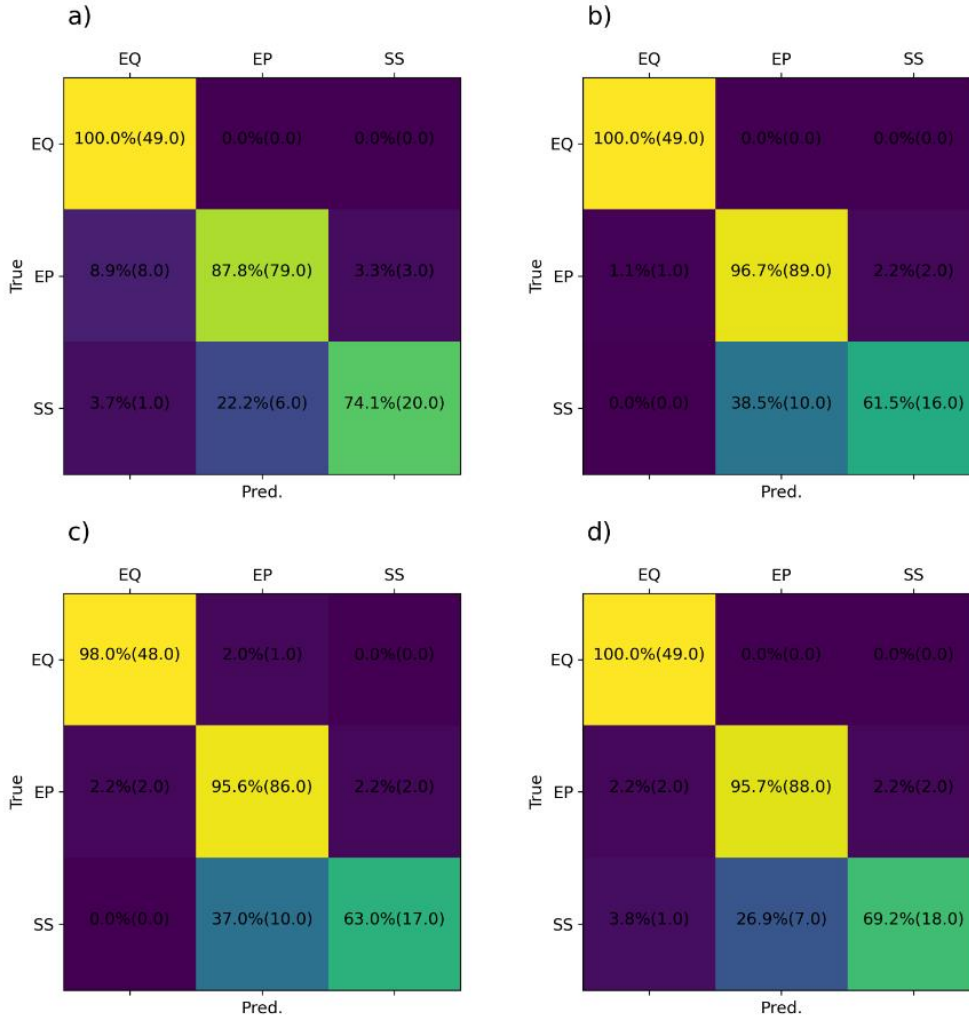 a)
EQ EP SS
EQ 100.0%(49.0) 0.0%(0.0) 0.0%(0.0)
True
EP 8.9%(8.0) 87.8%(79.0) 3.3%(3.0)
SS 3.7%(1.0) 22.2%(6.0) 74.1%(20.0)
Pred.
b)
EQ EP SS
EQ 100.0%(49.0) 0.0%(0.0) 0.0%(0.0)
True
EP 1.1%(1.0) 96.7%(89.0) 2.2%(2.0)
SS 0.0%(0.0) 38.5%(10.0) 61.5%(16.0)
Pred.
c)
EQ EP SS
EQ 98.0%(48.0) 2.0%(1.0) 0.0%(0.0)
True
EP 2.2%(2.0) 95.6%(86.0) 2.2%(2.0)
SS 0.0%(0.0) 37.0%(10.0) 63.0%(17.0)
Pred.
d)
EQ EP SS
EQ 100.0%(49.0) 0.0%(0.0) 0.0%(0.0)
True
EP 2.2%(2.0) 95.7%(88.0) 2.2%(2.0)
SS 3.8%(1.0) 26.9%(7.0) 69.2%(18.0)
Pred.